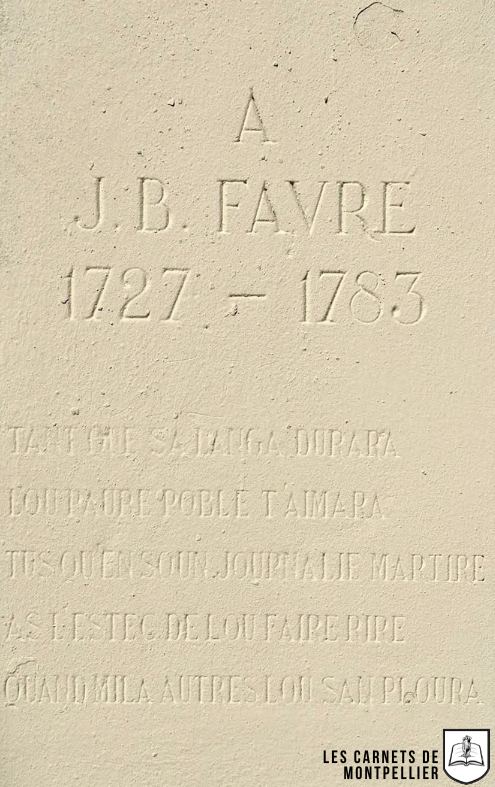 A
J. B. FAVRE
1727 – 1783
TANT QUE SA LANGA DURARA
LOU PAURE POBLE T'AIMARA
TUS QU'EN SOUN JOURNALIE MARTIRE
AS L'ESTEC DE LOU FAIRE RIRE
QUAND MILA AUTRES LOU SAN PLOURA
LES CARNETS DE
MONTPELLIER